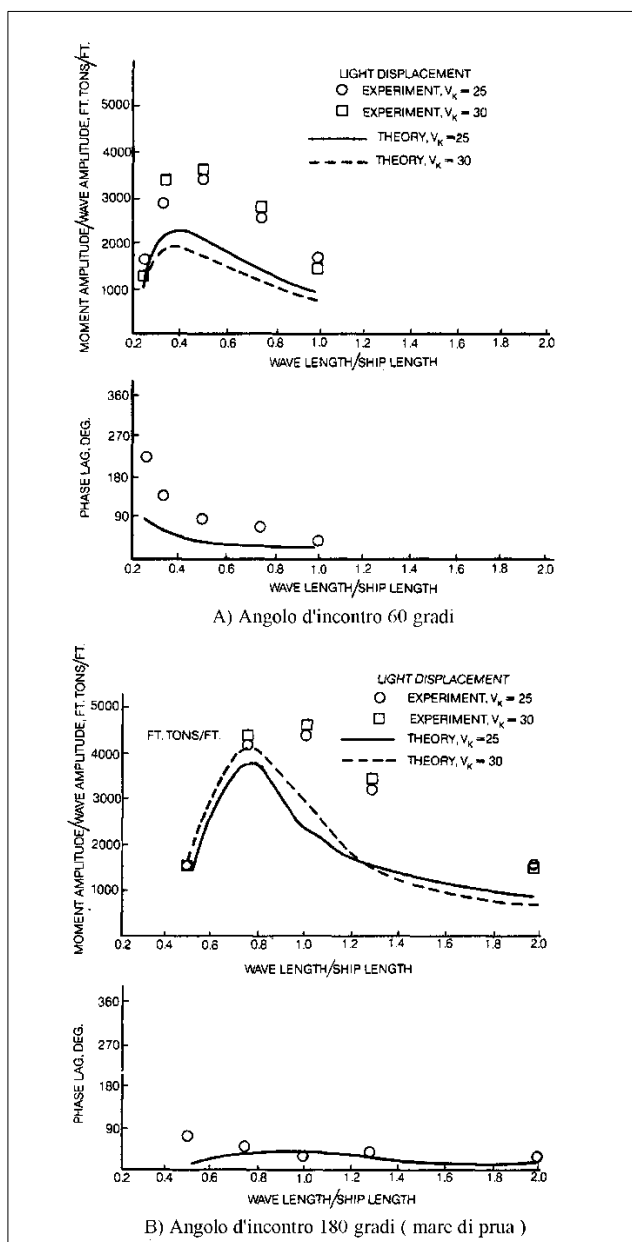 LIGHT DISPLACEMENT
○ EXPERIMENT, V_K = 25
□ EXPERIMENT, V_K = 30
THEORY, V_K = 25
THEORY, V_K = 30
MOMENT AMPLITUDE/WAVE AMPLITUDE, FT. TONS/FT.
5000
4000
3000
2000
1000
0.2 0.4 0.6 0.8 1.0 1.2 1.4 1.6 1.8 2.0
WAVE LENGTH/SHIP LENGTH
PHASE LAG, DEG.
360
270
180
90
0.2 0.4 0.6 0.8 1.0 1.2 1.4 1.6 1.8 2.0
WAVE LENGTH/SHIP LENGTH
A) Angolo d'incontro 60 gradi
LIGHT DISPLACEMENT
○ EXPERIMENT, V_K = 25
□ EXPERIMENT, V_K = 30
THEORY, V_K = 25
THEORY, V_K = 30
FT. TONS/FT.
MOMENT AMPLITUDE/WAVE AMPLITUDE, FT. TONS/FT.
5000
4000
3000
2000
1000
0.2 0.4 0.6 0.8 1.0 1.2 1.4 1.6 1.8 2.0
WAVE LENGTH/SHIP LENGTH
PHASE LAG, DEG.
360
270
180
90
0.2 0.4 0.6 0.8 1.0 1.2 1.4 1.6 1.8 2.0
WAVE LENGTH/SHIP LENGTH
B) Angolo d'incontro 180 gradi ( mare di prua )